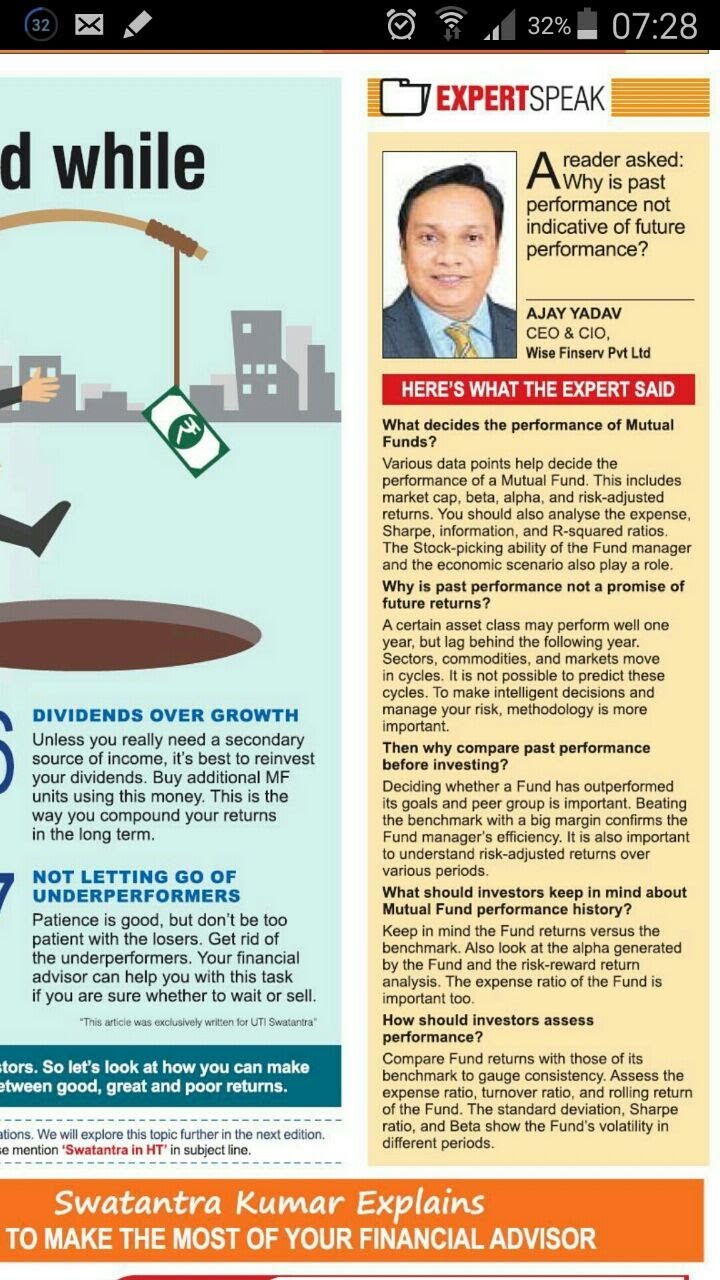 32
32%
07:28
d while
DIVIDENDS OVER GROWTH
Unless you really need a secondary
source of income, it's best to reinvest
your dividends. Buy additional MF
units using this money. This is the
way you compound your returns
in the long term.
7
NOT LETTING GO OF
UNDERPERFORMERS
Patience is good, but don't be too
patient with the losers. Get rid of
the underperformers. Your financial
advisor can help you with this task
if you are sure whether to wait or sell.
"This article was exclusively written for UTI Swatantra"
stors. So let's look at how you can make
etween good, great and poor returns.
ations. We will explore this topic further in the next edition.
se mention 'Swatantra in HT' in subject line.
EXPERTSPEAK
A reader asked:
Why is past
performance not
indicative of future
performance?
AJAY YADAV
CEO & CIO,
Wise Finserv Pvt Ltd
HERE'S WHAT THE EXPERT SAID
What decides the performance of Mutual
Funds?
Various data points help decide the
performance of a Mutual Fund. This includes
market cap, beta, alpha, and risk-adjusted
returns. You should also analyse the expense,
Sharpe, information, and R-squared ratios.
The Stock-picking ability of the Fund manager
and the economic scenario also play a role.
Why is past performance not a promise of
future returns?
A certain asset class may perform well one
year, but lag behind the following year.
Sectors, commodities, and markets move
in cycles. It is not possible to predict these
cycles. To make intelligent decisions and
manage your risk, methodology is more
important.
Then why compare past performance
before investing?
Deciding whether a Fund has outperformed
its goals and peer group is important. Beating
the benchmark with a big margin confirms the
Fund manager's efficiency. It is also important
to understand risk-adjusted returns over
various periods.
What should investors keep in mind about
Mutual Fund performance history?
Keep in mind the Fund returns versus the
benchmark. Also look at the alpha generated
by the Fund and the risk-reward return
analysis. The expense ratio of the Fund is
important too.
How should investors assess
performance?
Compare Fund returns with those of its
benchmark to gauge consistency. Assess the
expense ratio, turnover ratio, and rolling return
of the Fund. The standard deviation, Sharpe
ratio, and Beta show the Fund's volatility in
different periods.
Swatantra Kumar Explains
TO MAKE THE MOST OF YOUR FINANCIAL ADVISOR